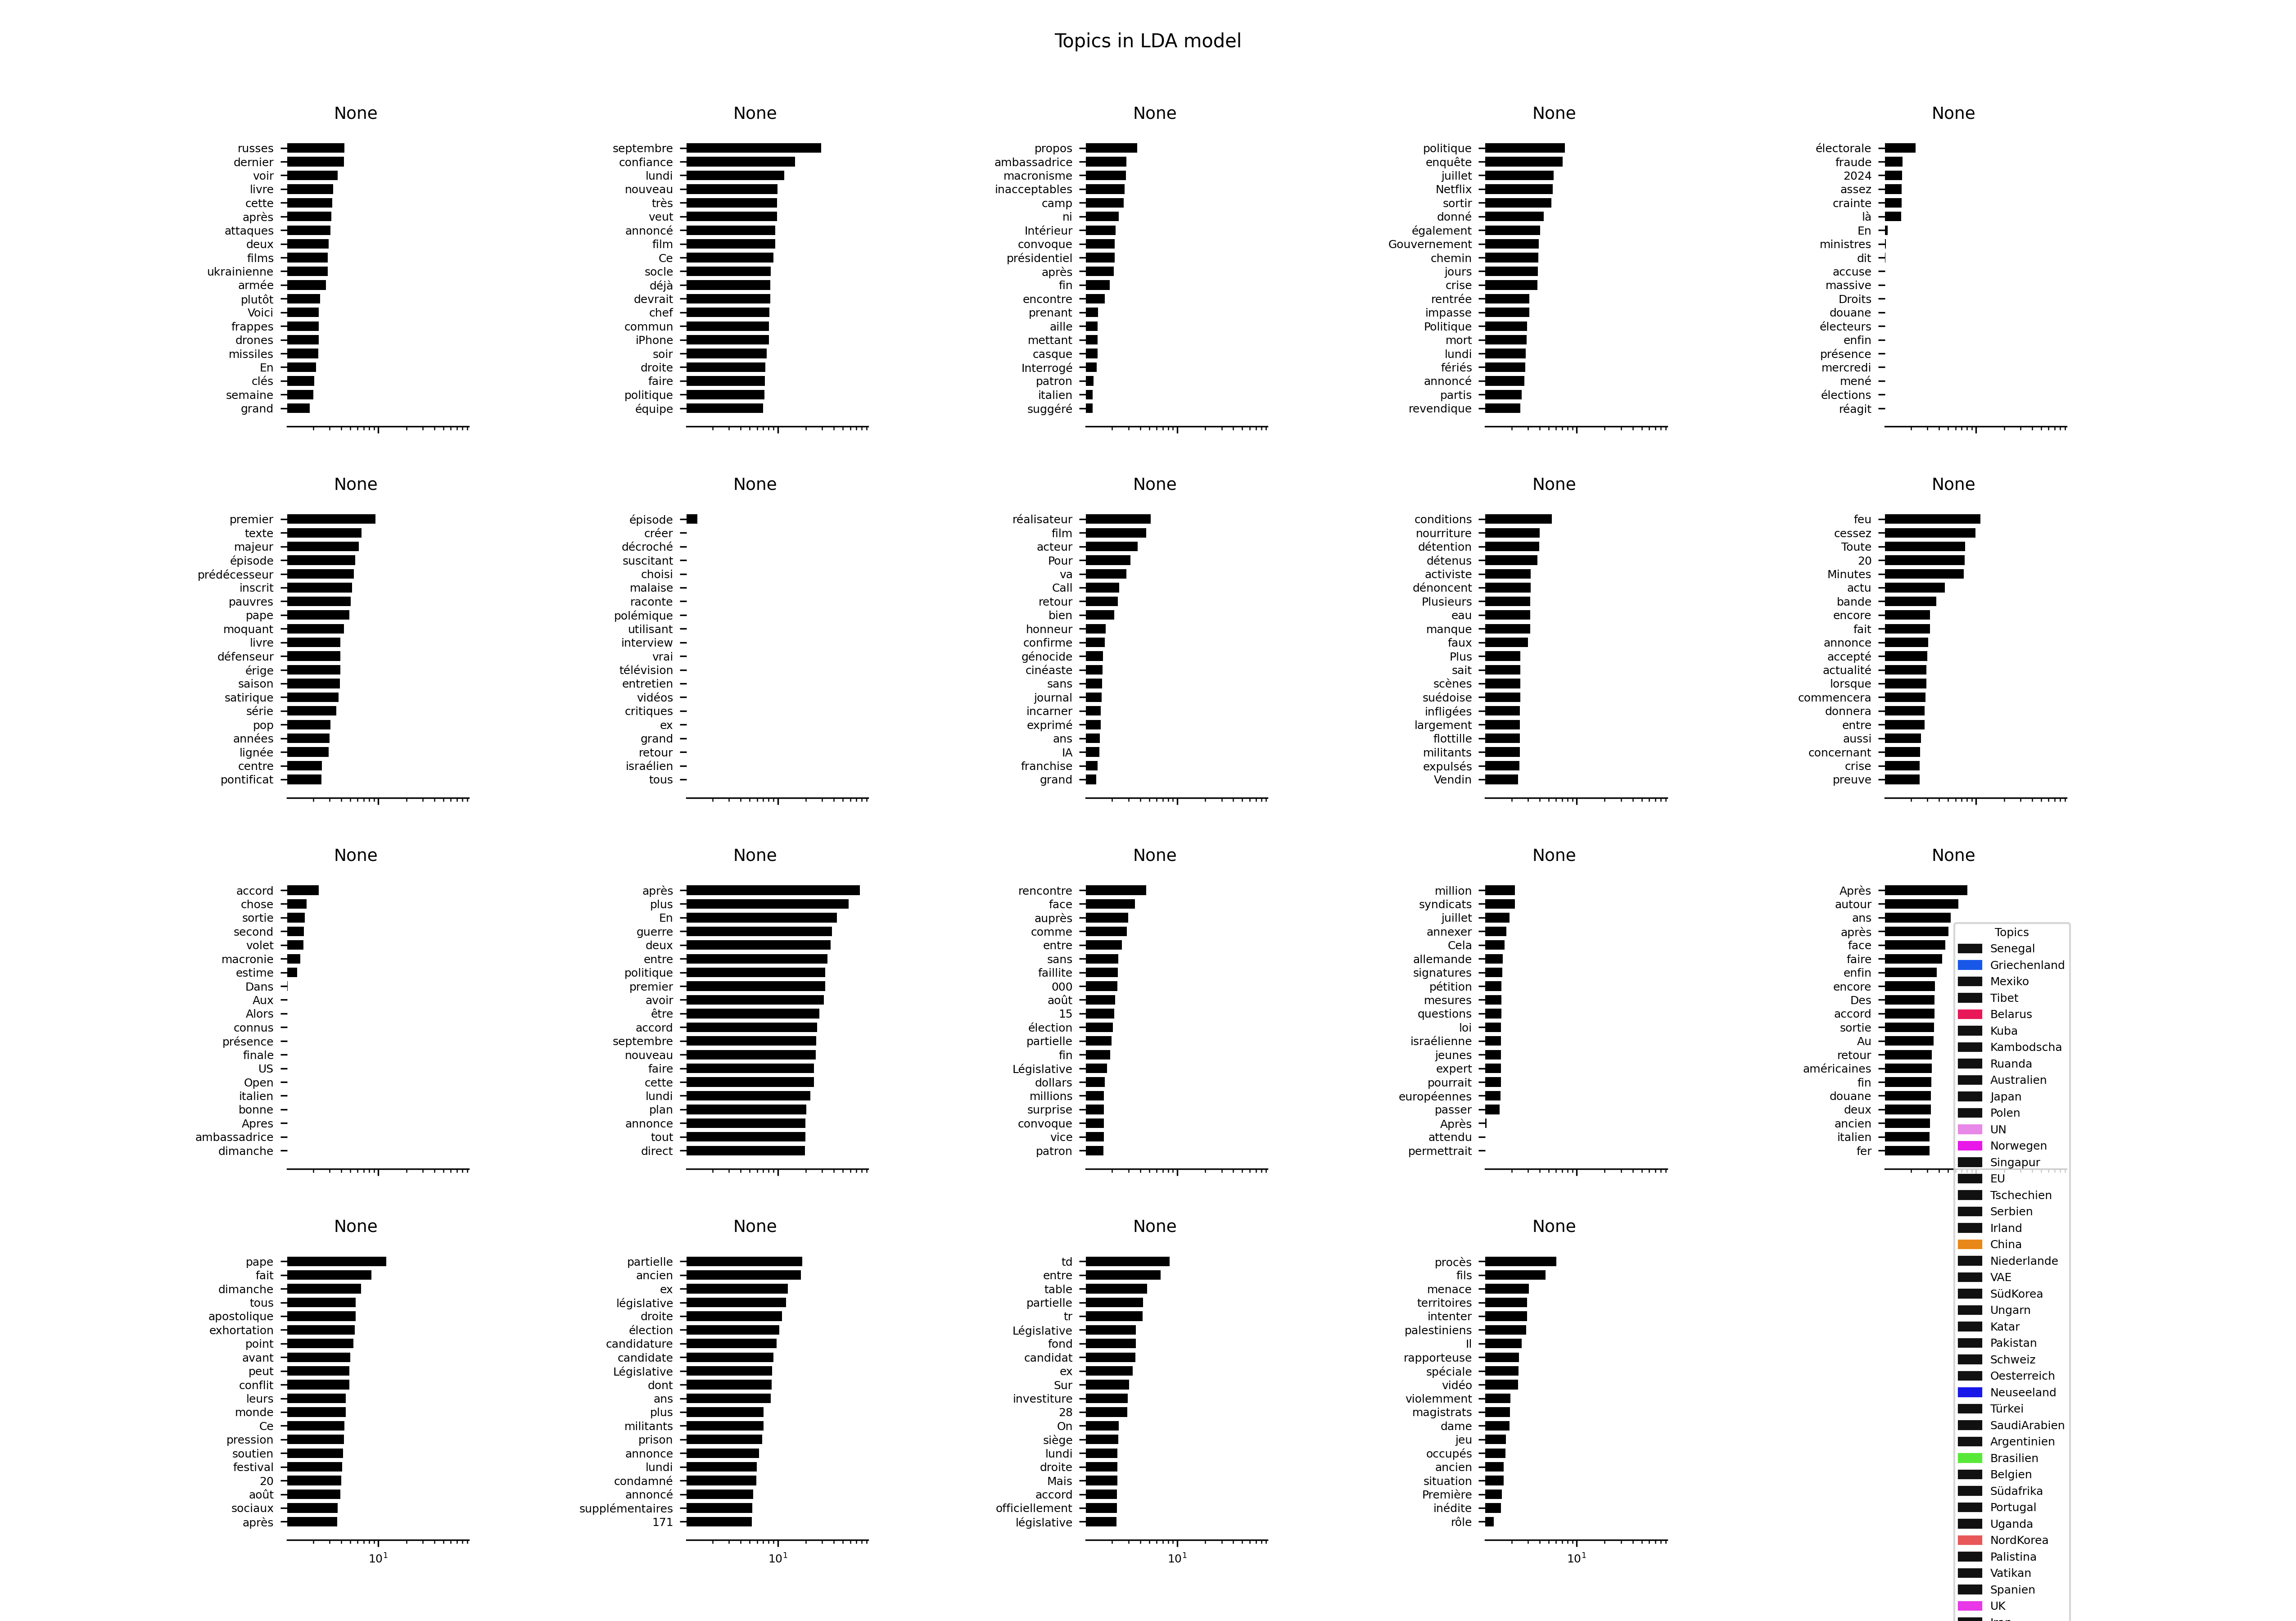 Topics in LDA model
None
russes
dernier
voir
livre
cette
après
attaques
deux
films
ukrainienne
armée
plutôt
Voici
frappes
drones
missiles
En
clés
semaine
grand
None
septembre
confiance
lundi
nouveau
très
veut
annoncé
film
Ce
socle
déjà
devrait
chef
commun
iPhone
soir
droite
faire
politique
équipe
None
propos
ambassadrice
macronisme
inacceptables
camp
ni
Intérieur
convoque
présidentiel
après
fin
encontre
prenant
aille
mettant
casque
Interrogé
patron
italien
suggéré
None
politique
enquête
juillet
Netflix
sortir
donné
également
Gouvernement
chemin
jours
crise
rentrée
impasse
Politique
mort
lundi
fériés
annoncé
partis
revendique
None
électorale
fraude
2024
assez
crainte
là
En
ministres
dit
accuse
massive
Droits
douane
électeurs
enfin
présence
mercredi
mené
élections
réagit
None
premier
texte
majeur
épisode
prédécesseur
inscrit
pauvres
pape
moquant
livre
défenseur
érige
saison
satirique
série
pop
années
lignée
centre
pontificat
None
épisode
créer
décroché
suscitant
choisi
malaise
raconte
polémique
utilisant
interview
vrai
télévision
entretien
vidéos
critiques
ex
grand
retour
israélien
tous
None
réalisateur
film
acteur
Pour
va
Call
retour
bien
honneur
confirme
génocide
cinéaste
sans
journal
incarner
exprimé
ans
IA
franchise
grand
None
conditions
nourriture
détention
détenus
activiste
dénoncent
Plusieurs
eau
manque
faux
Plus
sait
scènes
suédoise
infligées
largement
flottille
militants
expulsés
Vendin
None
feu
cessez
Toute
20
Minutes
actu
bande
encore
fait
annonce
accepté
actualité
lorsque
commencera
donnera
entre
aussi
concernant
crise
preuve
None
accord
chose
sortie
second
volet
macronie
estime
Dans
Aux
Alors
connus
présence
finale
US
Open
italien
bonne
Apres
ambassadrice
dimanche
None
après
plus
En
guerre
deux
entre
politique
premier
avoir
être
accord
septembre
nouveau
faire
cette
lundi
plan
annonce
tout
direct
None
rencontre
face
auprès
comme
entre
sans
faillite
000
août
15
élection
partielle
fin
Législative
dollars
millions
surprise
convoque
vice
patron
None
million
syndicats
juillet
annexer
Cela
allemande
signatures
pétition
mesures
questions
loi
israélienne
jeunes
expert
pourrait
européennes
passer
Après
attendu
permettrait
None
Après
autour
ans
après
face
faire
enfin
encore
Des
accord
sortie
Au
retour
américaines
fin
douane
deux
ancien
italien
fer
None
pape
fait
dimanche
tous
apostolique
exhortation
point
avant
peut
conflit
leurs
monde
Ce
pression
soutien
festival
20
août
sociaux
après
10¹
None
partielle
ancien
ex
législative
droite
élection
candidature
candidate
Législative
dont
ans
plus
militants
prison
annonce
lundi
condamné
annoncé
supplémentaires
171
10¹
None
td
entre
table
partielle
tr
Législative
fond
candidat
ex
Sur
investiture
28
On
siège
lundi
droite
Mais
accord
officiellement
législative
10¹
None
procès
fils
menace
territoires
intenter
palestiniens
Il
rapporteuse
spéciale
vidéo
violemment
magistrats
dame
jeu
occupés
ancien
situation
Première
inédite
rôle
10¹
Topics
Senegal
Griechenland
Mexiko
Tibet
Belarus
Kuba
Kambodscha
Ruanda
Australien
Japan
Polen
UN
Norwegen
Singapur
EU
Tschechien
Serbien
Irland
China
Niederlande
VAE
SüdKorea
Ungarn
Katar
Pakistan
Schweiz
Oesterreich
Neuseeland
Türkei
SaudiArabien
Argentinien
Brasilien
Belgien
Südafrika
Portugal
Uganda
NordKorea
Palistina
Vatikan
Spanien
UK